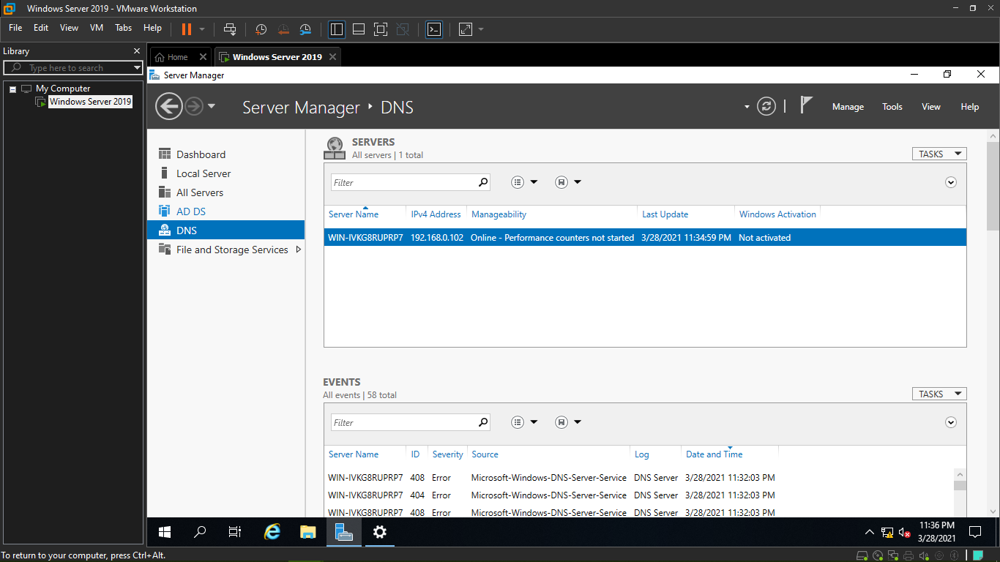 Windows Server 2019 - VMware Workstation
File Edit View VM Tabs Help
Library
Type here to search
My Computer
Windows Server 2019
Home
Windows Server 2019
Server Manager
Server Manager DNS
Manage Tools View Help
Dashboard
Local Server
All Servers
AD DS
DNS
File and Storage Services
SERVERS
All servers | 1 total
TASKS
Filter
Server Name IPv4 Address Manageability Last Update Windows Activation
WIN-IVKG8RUPRP7 192.168.0.102 Online - Performance counters not started 3/28/2021 11:34:59 PM Not activated
EVENTS
All events | 58 total
TASKS
Filter
Server Name ID Severity Source Log Date and Time
WIN-IVKG8RUPRP7 408 Error Microsoft-Windows-DNS-Server-Service DNS Server 3/28/2021 11:32:03 PM
WIN-IVKG8RUPRP7 404 Error Microsoft-Windows-DNS-Server-Service DNS Server 3/28/2021 11:32:03 PM
WIN-IVKG8RUPRP7 408 Error Microsoft-Windows-DNS-Server-Service DNS Server 3/28/2021 11:32:03 PM
11:36 PM
3/28/2021
To return to your computer, press Ctrl+Alt.